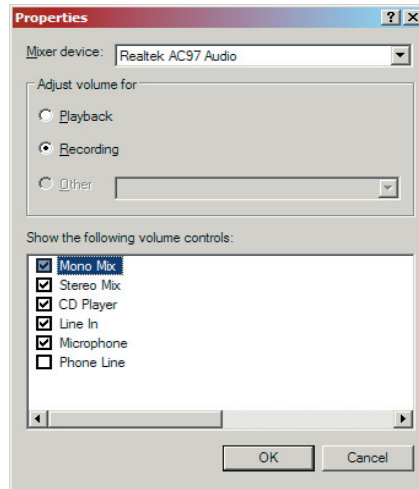 Properties
Mixer device: Realtek AC97 Audio
Adjust volume for
Playback
Recording
Other
Show the following volume controls:
Mono Mix
Stereo Mix
CD Player
Line In
Microphone
Phone Line
OK Cancel